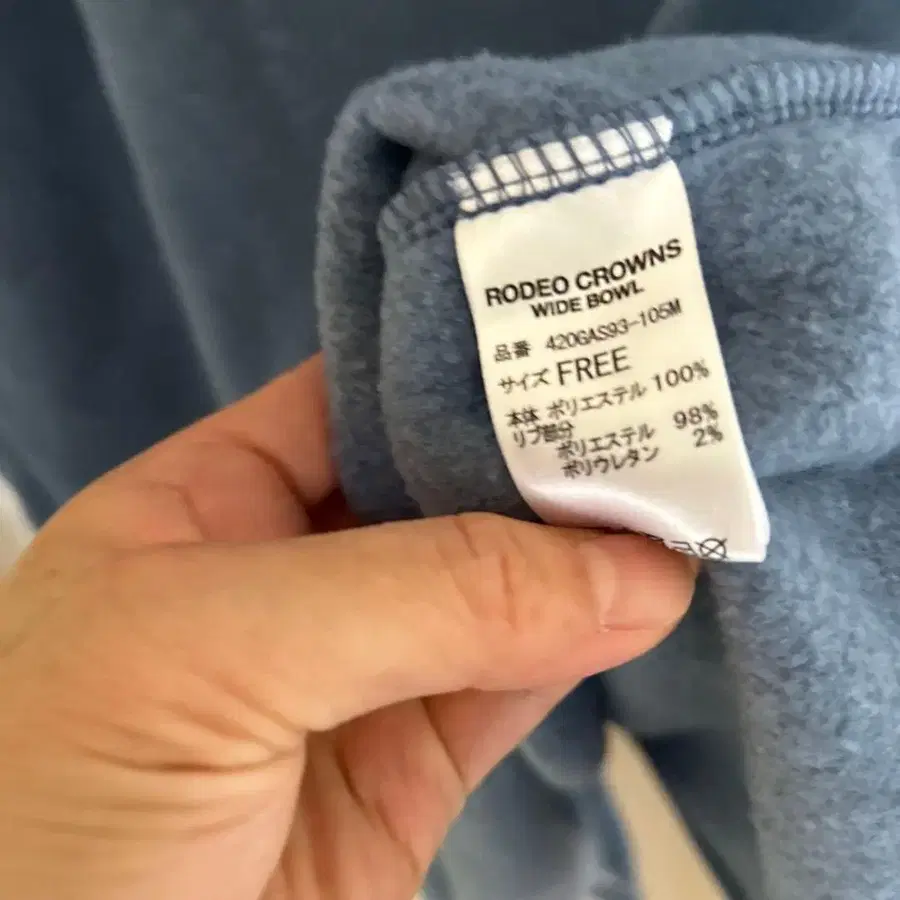 RODEO CROWNS
WIDE BOWL
品番 420GAS93-105M
サイズ FREE
本体 ポリエステル 100%
リブ部分
ポリエステル 98%
ポリウレタン 2%